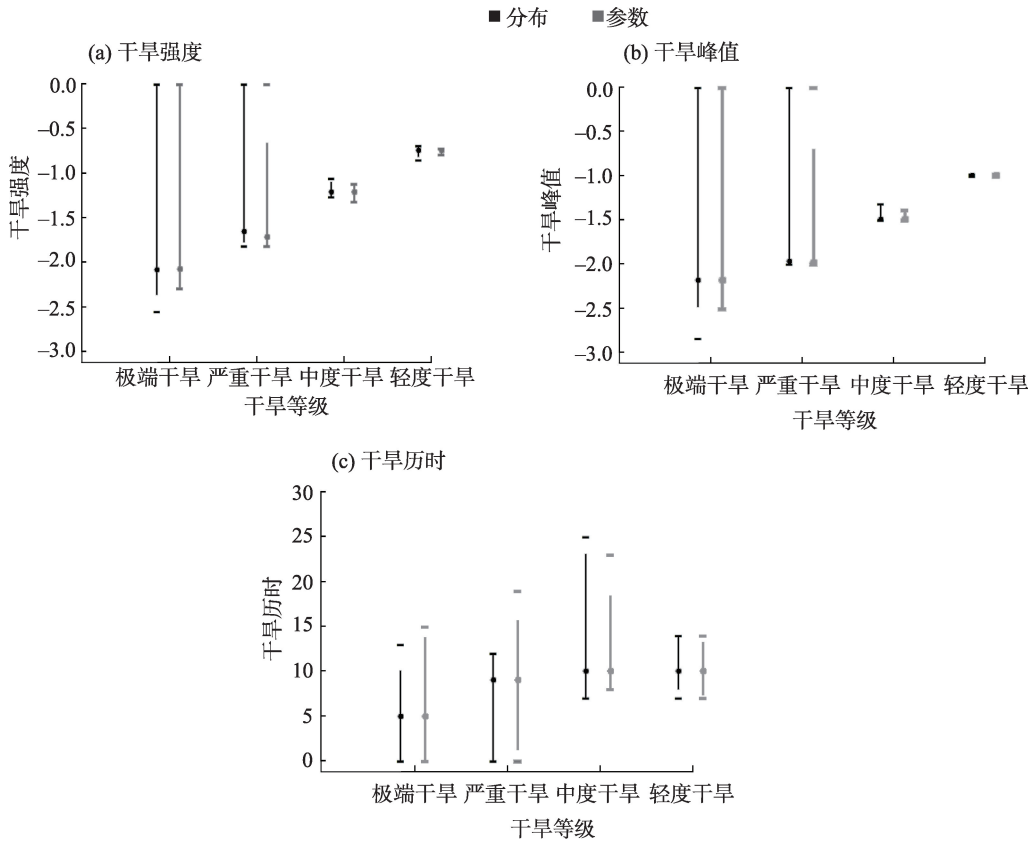 ■ 分布 ■ 参数
(a) 干旱强度
0.0
–0.5
–1.0
–1.5
–2.0
–2.5
–3.0
干旱强度
极端干旱 严重干旱 中度干旱 轻度干旱
干旱等级
(b) 干旱峰值
0.0
–0.5
–1.0
–1.5
–2.0
–2.5
–3.0
干旱峰值
极端干旱 严重干旱 中度干旱 轻度干旱
干旱等级
(c) 干旱历时
30
25
20
15
10
5
0
干旱历时
极端干旱 严重干旱 中度干旱 轻度干旱
干旱等级